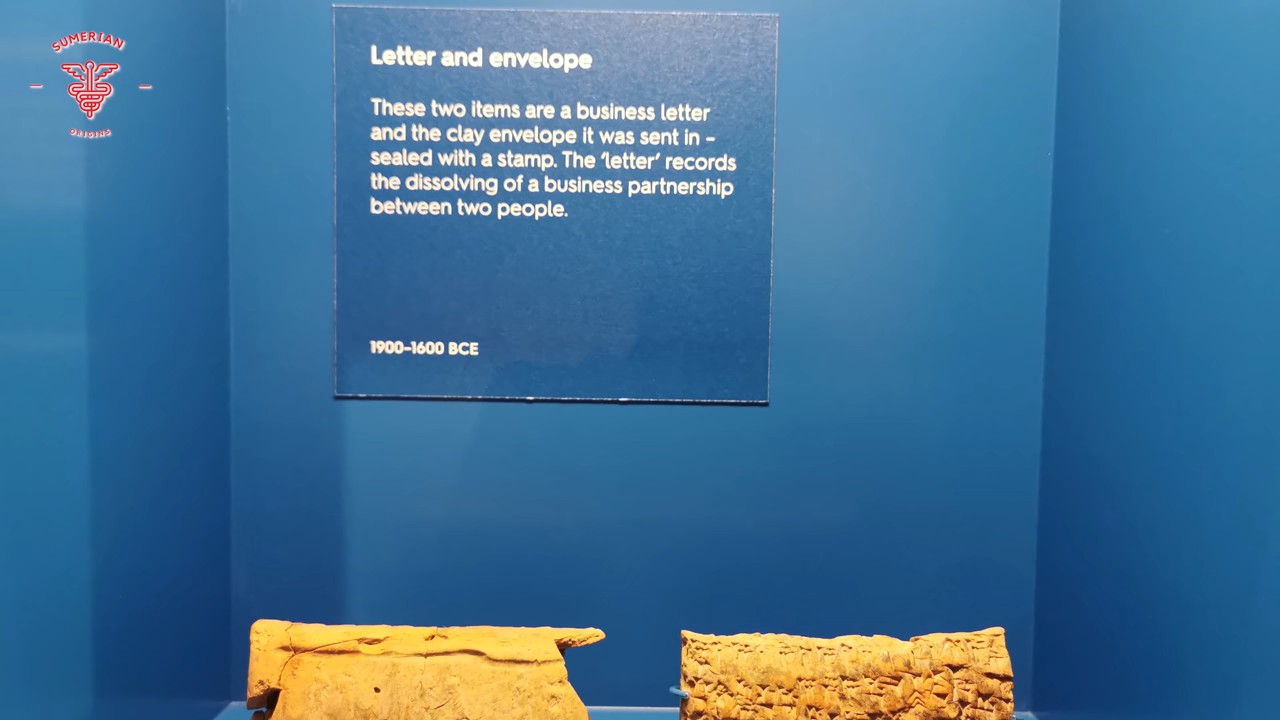 SUMERIAN
ORIGINS
Letter and envelope
These two items are a business letter
and the clay envelope it was sent in –
sealed with a stamp. The ‘letter’ records
the dissolving of a business partnership
between two people.
1900–1600 BCE